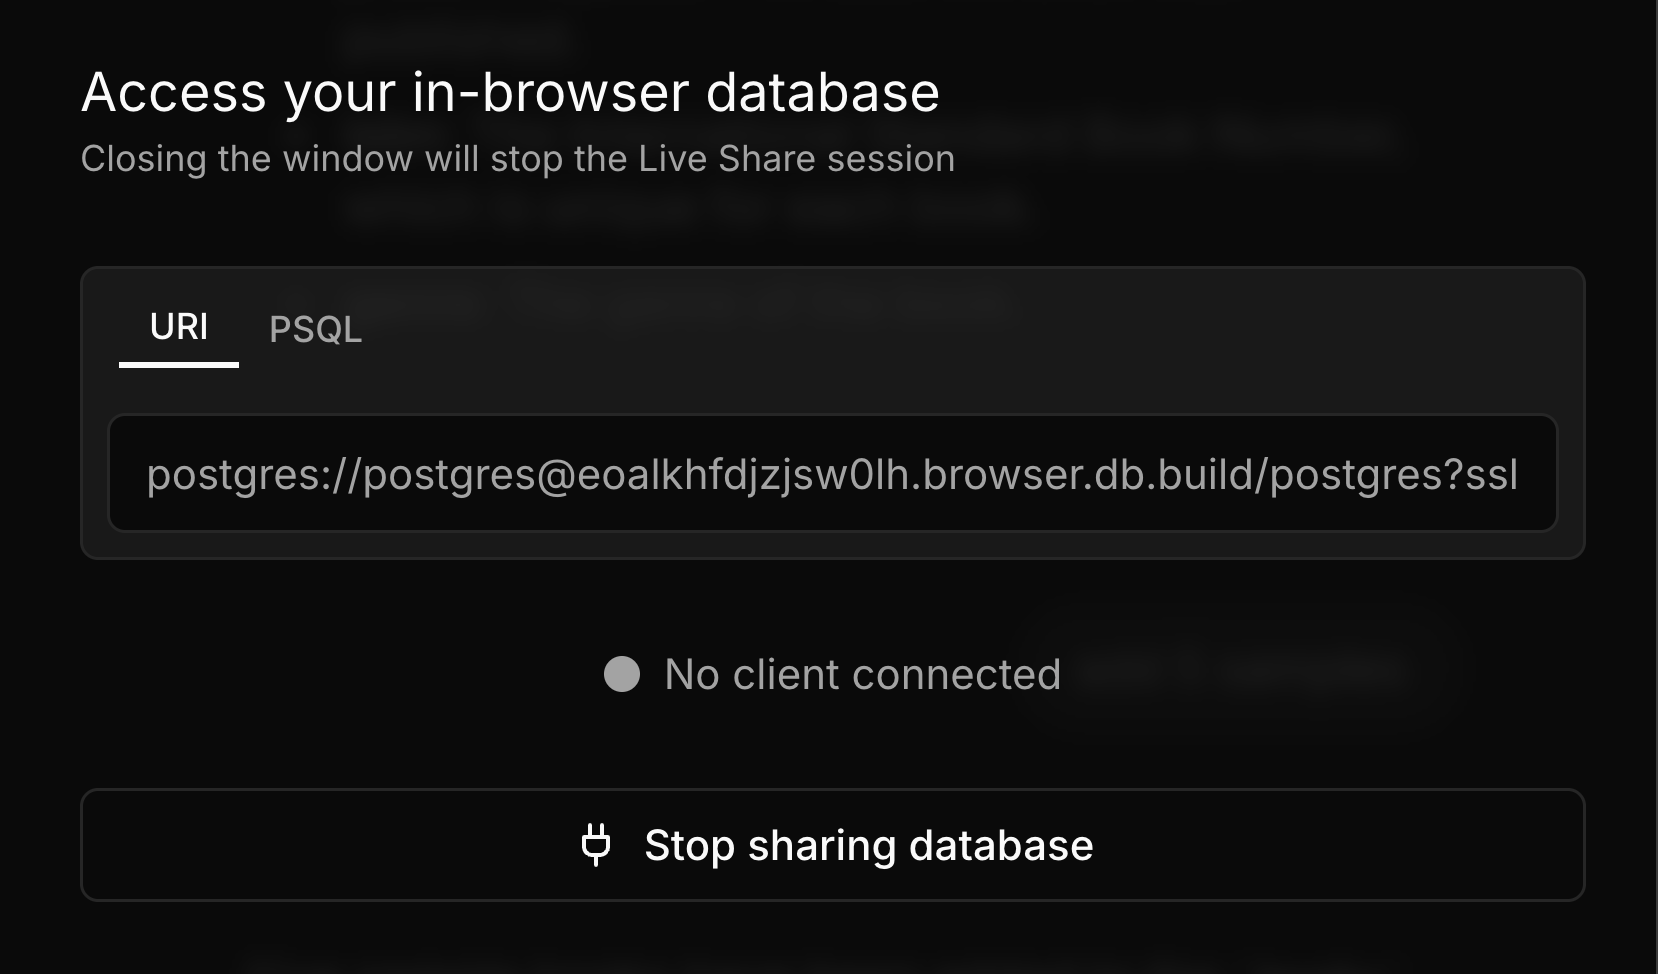 Access your in-browser database
Closing the window will stop the Live Share session
URI PSQL
postgres://postgres@eoalkhfdjzjsw0lh.browser.db.build/postgres?ssl
No client connected
Stop sharing database